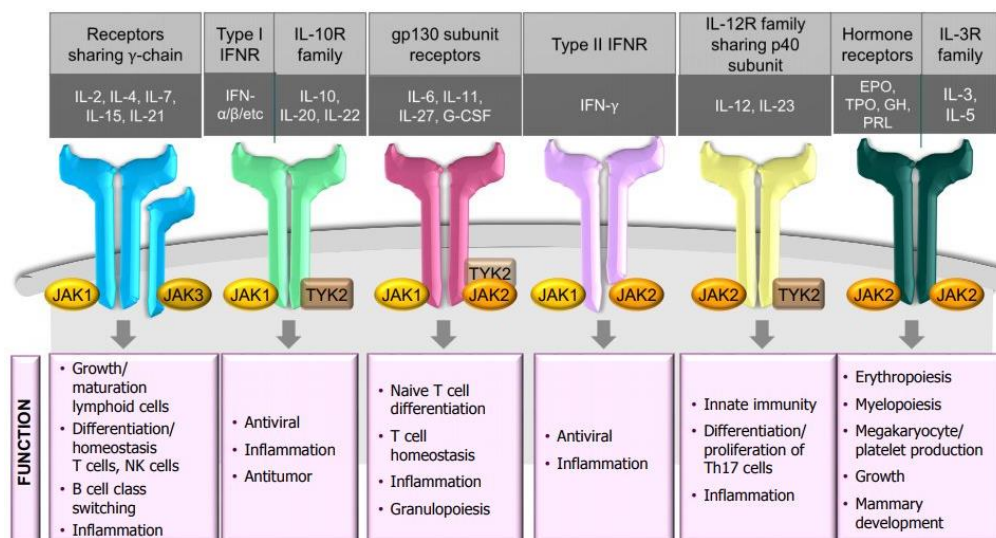 Receptors
sharing γ-chain
Type I
IFNR
IL-10R
family
gp130 subunit
receptors
Type II IFNR
IL-12R family
sharing p40
subunit
Hormone
receptors
IL-3R
family
IL-2, IL-4, IL-7,
IL-15, IL-21
IFN-
α/β/etc
IL-10,
IL-20, IL-22
IL-6, IL-11,
IL-27, G-CSF
IFN-γ
IL-12, IL-23
EPO,
TPO, GH,
PRL
IL-3,
IL-5
JAK1
JAK3
JAK1
TYK2
JAK1
TYK2
JAK2
JAK1
JAK2
JAK2
TYK2
JAK2
JAK2
FUNCTION
• Growth/
maturation
lymphoid cells
• Differentiation/
homeostasis
T cells, NK cells
• B cell class
switching
• Inflammation
• Antiviral
• Inflammation
• Antitumor
• Naive T cell
differentiation
• T cell
homeostasis
• Inflammation
• Granulopoiesis
• Antiviral
• Inflammation
• Innate immunity
• Differentiation/
proliferation of
Th17 cells
• Inflammation
• Erythropoiesis
• Myelopoiesis
• Megakaryocyte/
platelet production
• Growth
• Mammary
development